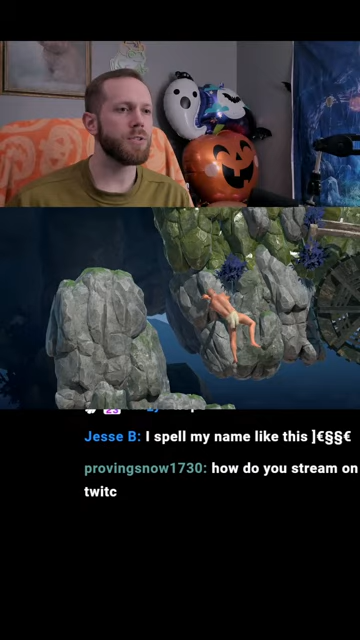 Jesse B: I spell my name like this ]€§§€
provingsnow1730: how do you stream on
twitc